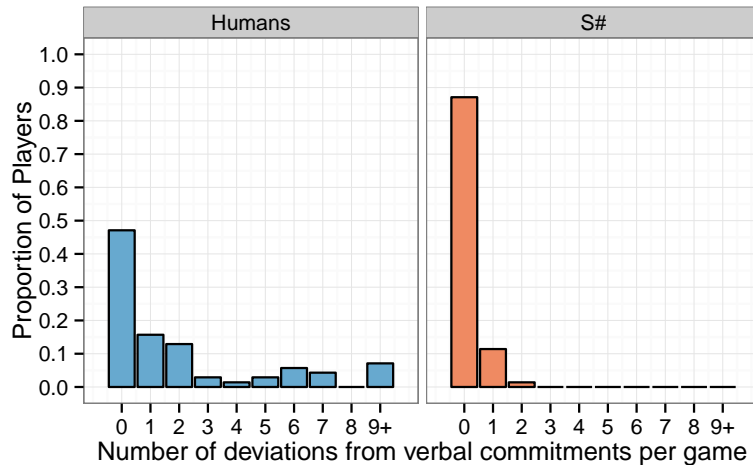 Humans
S#
Proportion of Players
1.0
0.9
0.8
0.7
0.6
0.5
0.4
0.3
0.2
0.1
0.0
0 1 2 3 4 5 6 7 8 9+
0 1 2 3 4 5 6 7 8 9+
Number of deviations from verbal commitments per game